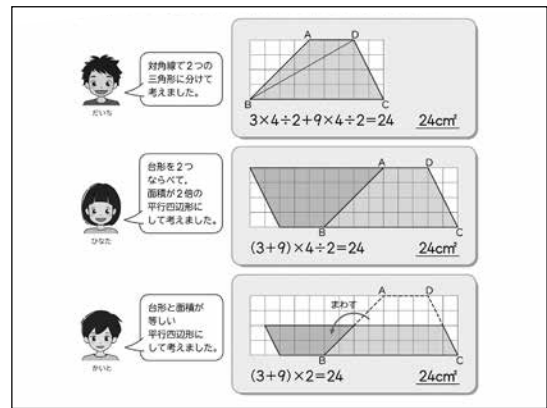 対角線で2つの
三角形に分けて
考えました。
だいち
A
D
B
C
3×4÷2+9×4÷2=24
24cm²
台形を2つ
ならべて,
面積が2倍の
平行四辺形に
して考えました。
ひなた
A
D
B
C
(3+9)×4÷2=24
24cm²
台形と面積が
等しい
平行四辺形に
して考えました。
かいと
A
D
まわす
B
C
(3+9)×2=24
24cm²